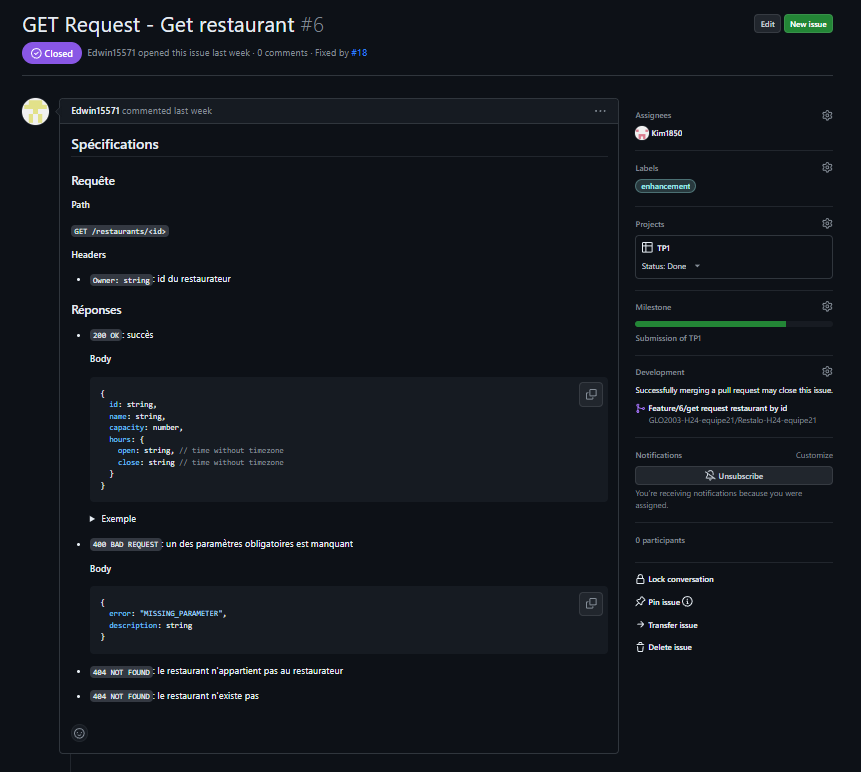 GET Request - Get restaurant #6
Edit
New issue
Closed
Edwin15571 opened this issue last week · 0 comments · Fixed by #18
Edwin15571 commented last week
Spécifications
Requête
Path
GET /restaurants/<id>
Headers
Owner: string : id du restaurateur
Réponses
200 OK : succès
Body
{
id: string,
name: string,
capacity: number,
hours: {
open: string, // time without timezone
close: string // time without timezone
}
}
Exemple
400 BAD REQUEST : un des paramètres obligatoires est manquant
Body
{
error: "MISSING_PARAMETER",
description: string
}
404 NOT FOUND : le restaurant n'appartient pas au restaurateur
404 NOT FOUND : le restaurant n'existe pas
Assignees
Kim1850
Labels
enhancement
Projects
TP1
Status: Done
Milestone
Submission of TP1
Development
Successfully merging a pull request may close this issue.
Feature/6/get request restaurant by id
GLO2003-H24-equipe21/Restalo-H24-equipe21
Notifications
Customize
Unsubscribe
You're receiving notifications because you were
assigned.
0 participants
Lock conversation
Pin issue
Transfer issue
Delete issue